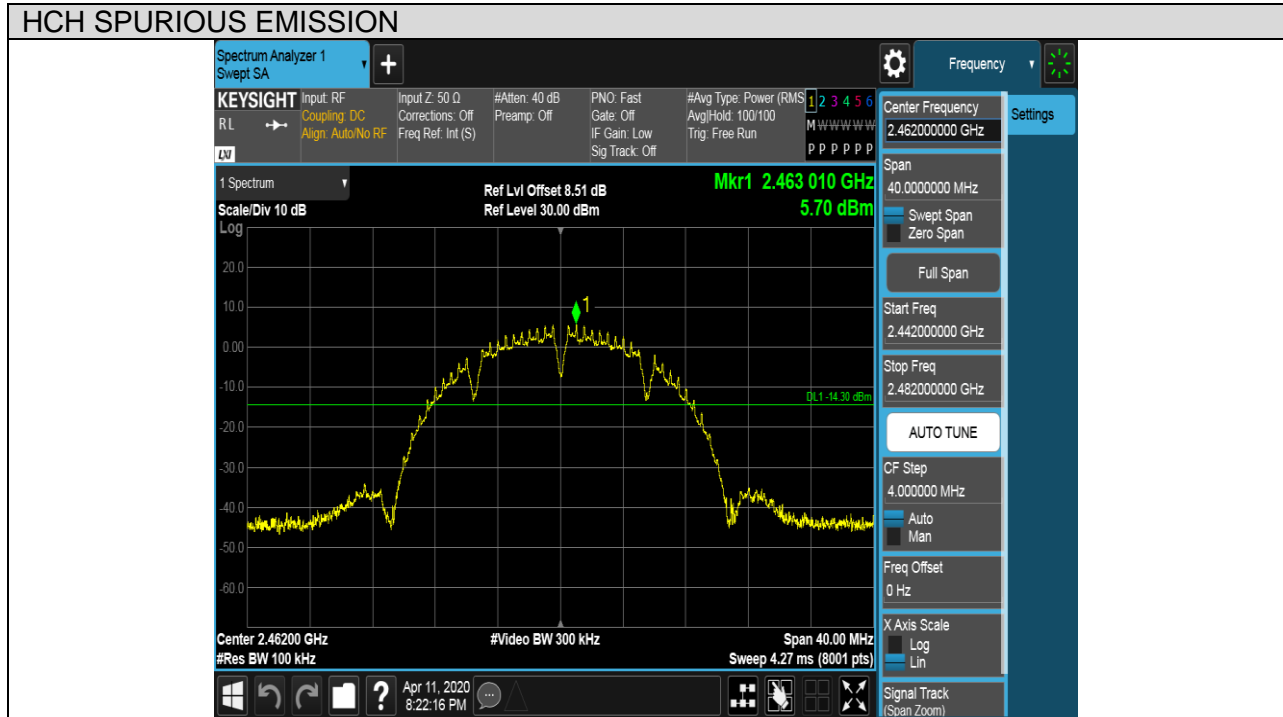 HCH SPURIOUS EMISSION
Spectrum Analyzer 1
Swept SA
+
Frequency
KEYSIGHT
RL
LXI
Input: RF
Coupling: DC
Align: Auto/No RF
Input Z: 50 Ω
Corrections: Off
Freq Ref: Int (S)
#Atten: 40 dB
Preamp: Off
PNO: Fast
Gate: Off
IF Gain: Low
Sig Track: Off
#Avg Type: Power (RMS
Avg|Hold: 100/100
Trig: Free Run
1 2 3 4 5 6
M W W W W W
P P P P P P
1 Spectrum
Scale/Div 10 dB
Ref Lvl Offset 8.51 dB
Ref Level 30.00 dBm
Mkr1 2.463 010 GHz
5.70 dBm
Log
20.0
10.0
0.00
-10.0
-20.0
-30.0
-40.0
-50.0
-60.0
1
DL1 -14.30 dBm
Center 2.46200 GHz
#Res BW 100 kHz
#Video BW 300 kHz
Span 40.00 MHz
Sweep 4.27 ms (8001 pts)
?
Apr 11, 2020
8:22:16 PM
Center Frequency
2.462000000 GHz
Settings
Span
40.0000000 MHz
Swept Span
Zero Span
Full Span
Start Freq
2.442000000 GHz
Stop Freq
2.482000000 GHz
AUTO TUNE
CF Step
4.000000 MHz
Auto
Man
Freq Offset
0 Hz
X Axis Scale
Log
Lin
Signal Track
(Span Zoom)